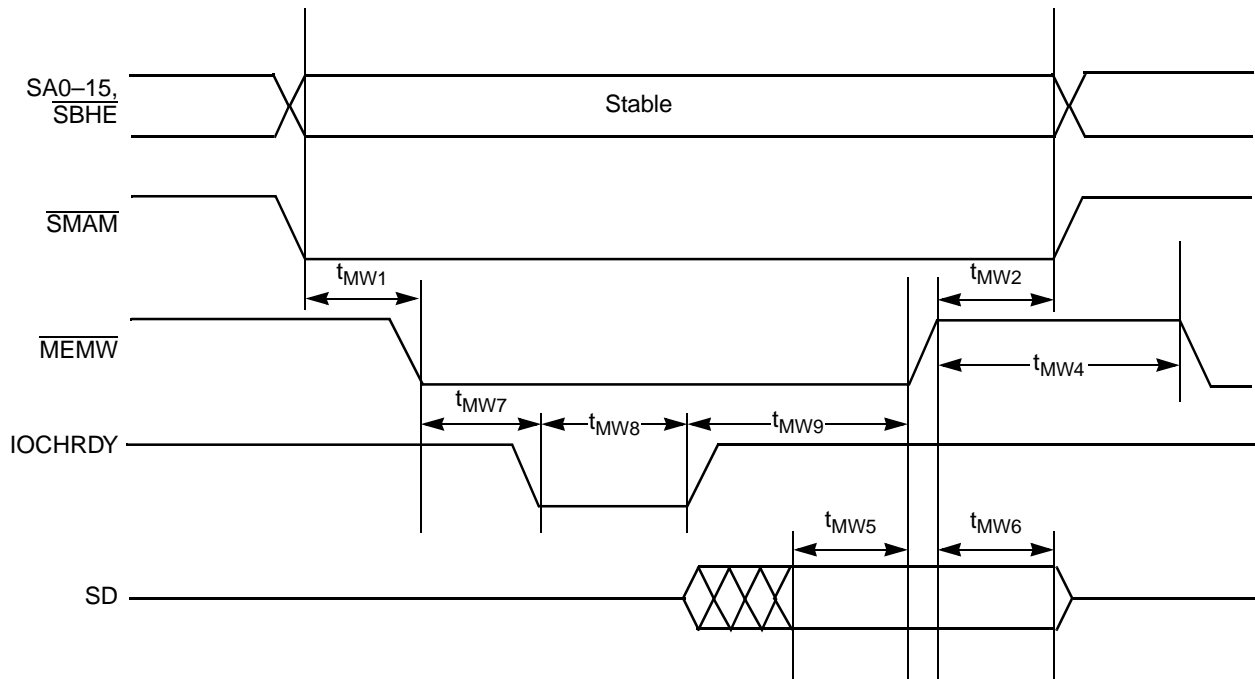 SA0–15,
SBHE
Stable
SMAM
tMW1
tMW2
MEMW
tMW4
tMW7
tMW8
tMW9
IOCHRDY
tMW5
tMW6
SD